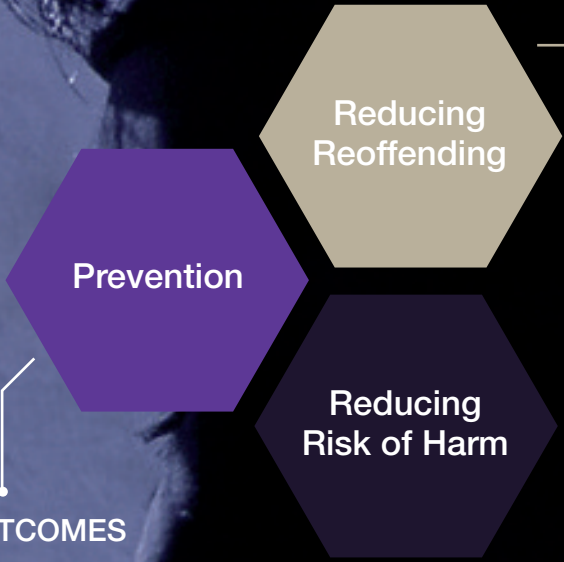 Reducing
Reoffending
Prevention
Reducing
Risk of Harm
TCOMES